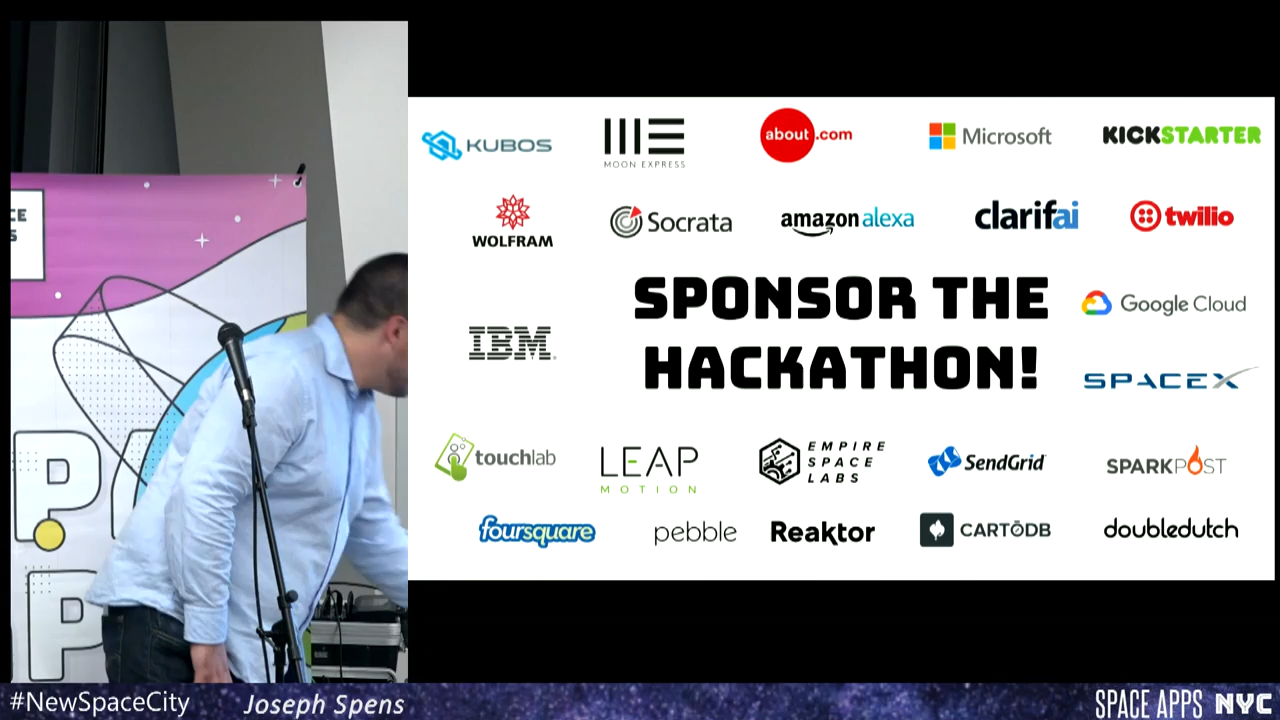 KUBOS
MOON EXPRESS
about.com
Microsoft
KICKSTARTER
WOLFRAM
Socrata
amazon alexa
clarifai
twilio
SPONSOR THE
HACKATHON!
Google Cloud
IBM
SPACEX
touchlab
LEAP
MOTION
EMPIRE
SPACE
LABS
SendGrid
SPARKPOST
foursquare
pebble
Reaktor
CARTODB
doubledutch
#NewSpaceCity
Joseph Spens
SPACE APPS NYC